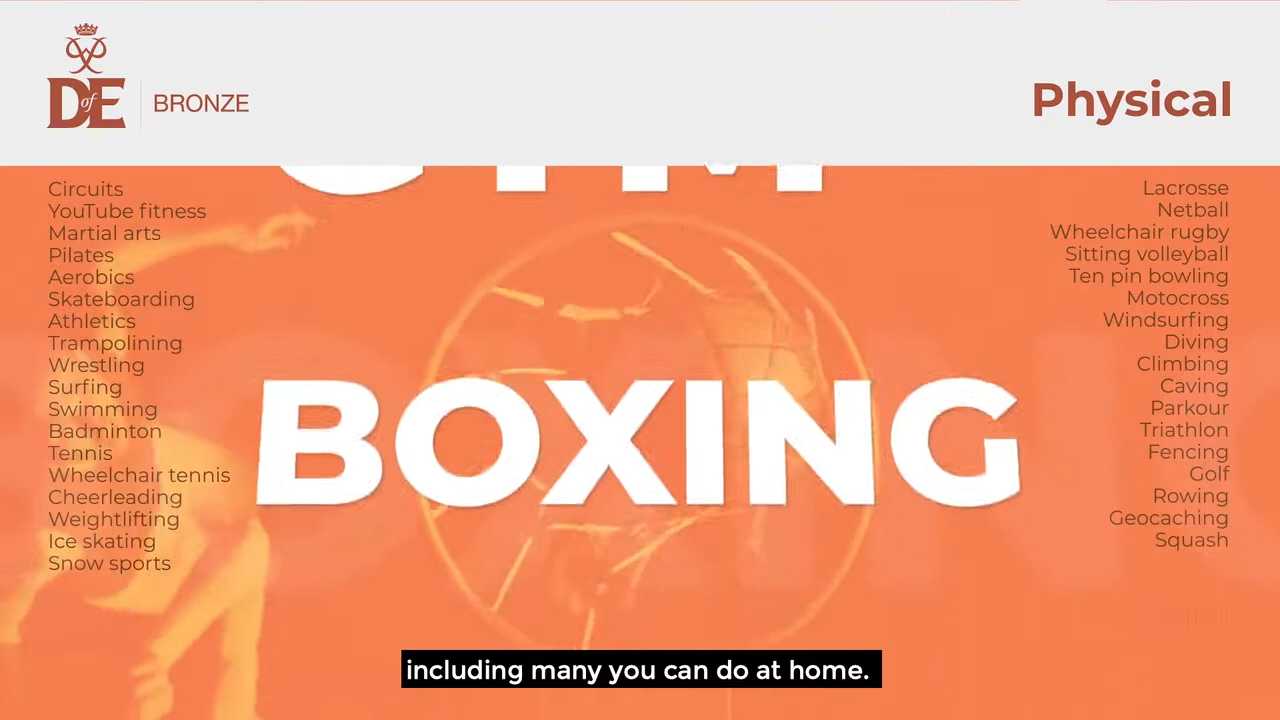 DofE
BRONZE
Physical
Circuits
YouTube fitness
Martial arts
Pilates
Aerobics
Skateboarding
Athletics
Trampolining
Wrestling
Surfing
Swimming
Badminton
Tennis
Wheelchair tennis
Cheerleading
Weightlifting
Ice skating
Snow sports
BOXING
Lacrosse
Netball
Wheelchair rugby
Sitting volleyball
Ten pin bowling
Motocross
Windsurfing
Diving
Climbing
Caving
Parkour
Triathlon
Fencing
Golf
Rowing
Geocaching
Squash
including many you can do at home.